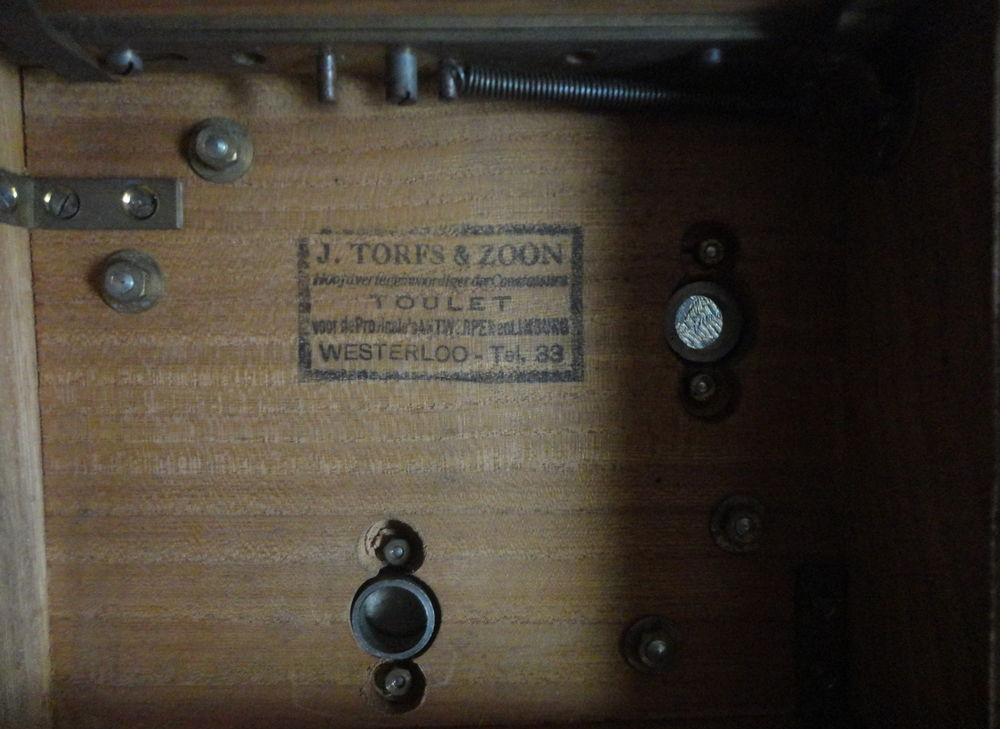 J. TORFS & ZOON
Hoofdvertegenwoordiger der
TOULET
voor de Provincie's ANTWERPEN en LIMBURG
WESTERLOO - Tel. 33